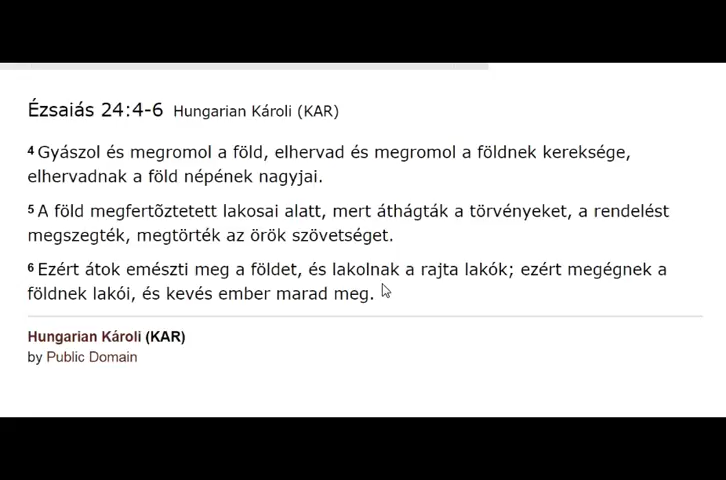 Ézsaiás 24:4-6 Hungarian Károli (KAR)
4 Gyászol és megromol a föld, elhervad és megromol a földnek kereksége,
elhervadnak a föld népének nagyjai.
5 A föld megfertõztetett lakosai alatt, mert áthágták a törvényeket, a rendelést
megszegték, megtörték az örök szövetséget.
6 Ezért átok emészti meg a földet, és lakolnak a rajta lakók; ezért megégnek a
földnek lakói, és kevés ember marad meg.
Hungarian Károli (KAR)
by Public Domain